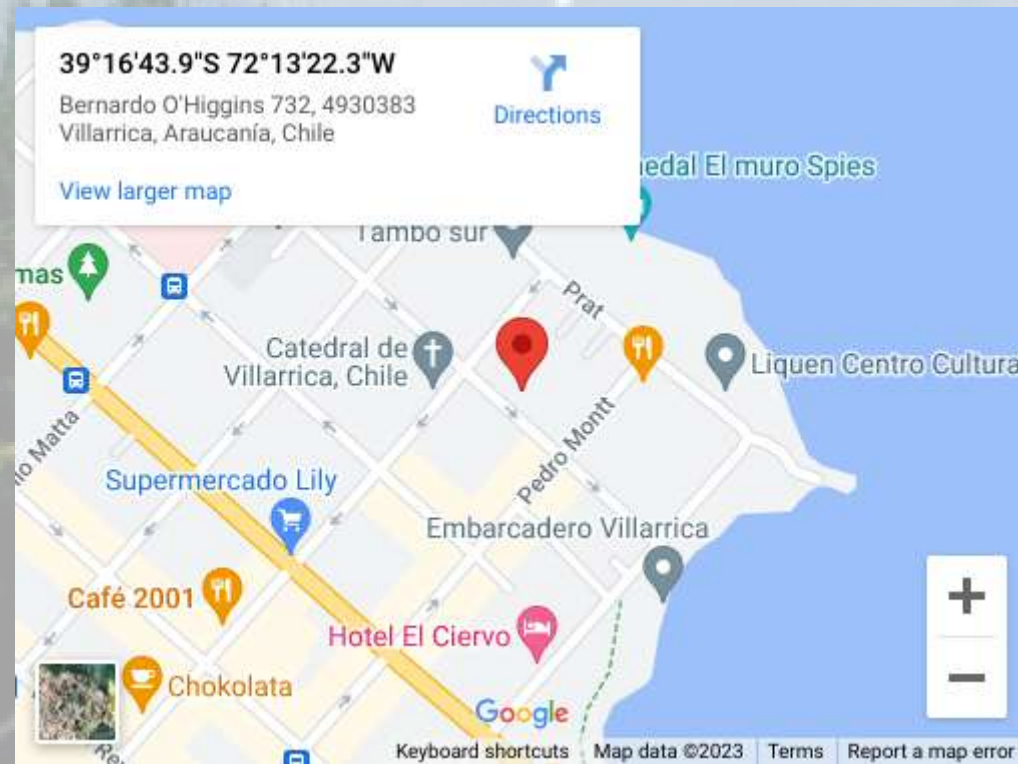 39°16'43.9"S 72°13'22.3"W
Bernardo O'Higgins 732, 4930383
Villarrica, Araucanía, Chile
Directions
View larger map
El muro Spies
Tambo sur
Prat
Catedral de
Villarrica, Chile
Liquen Centro Cultura
Matta
Pedro Montt
Supermercado Lily
Embarcadero Villarrica
Café 2001
Hotel El Ciervo
Chokolata
Google
+
−
Keyboard shortcuts
Map data ©2023
Terms
Report a map error